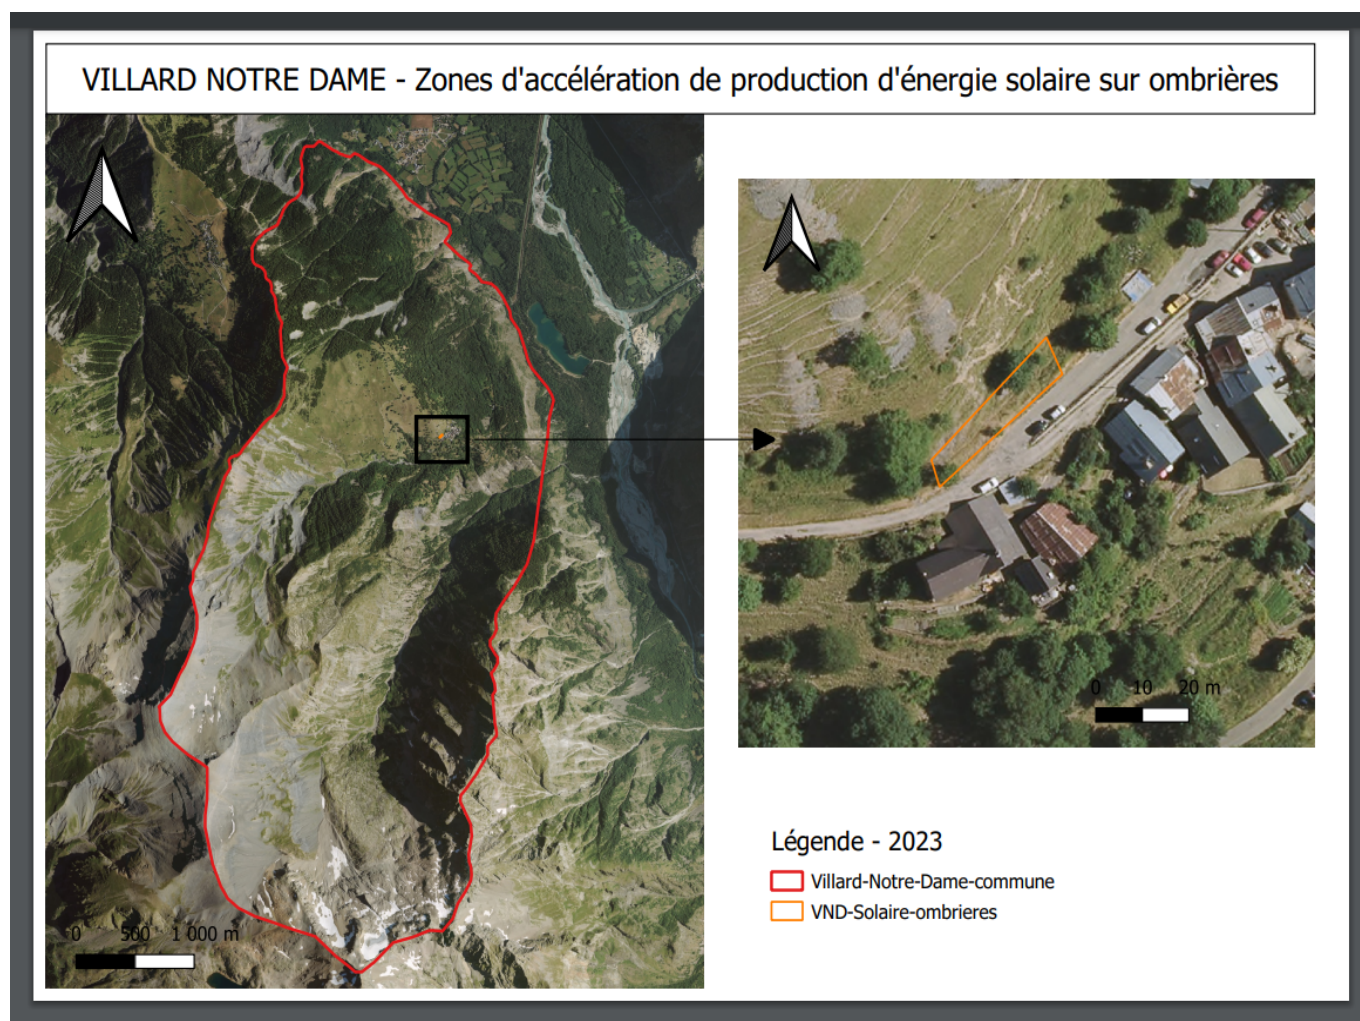 VILLARD NOTRE DAME - Zones d'accélération de production d'énergie solaire sur ombrières
0 500 1 000 m
0 10 20 m
Légende - 2023
Villard-Notre-Dame-commune
VND-Solaire-ombrieres